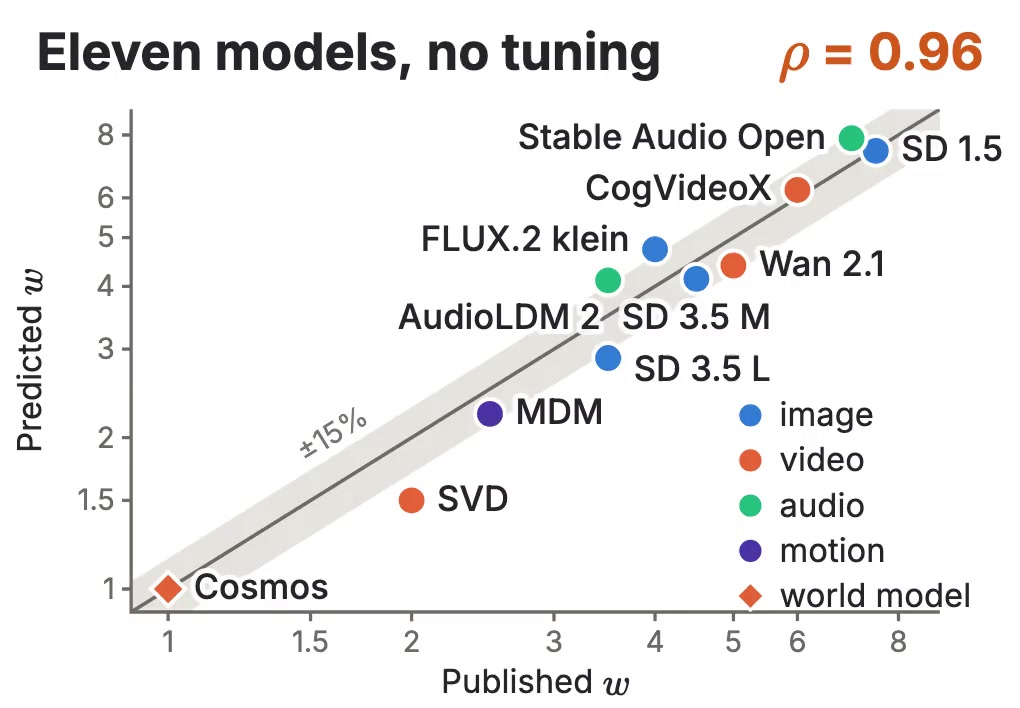 Eleven models, no tuning
ρ = 0.96
8
6
5
4
3
2
1.5
1
Predicted w
Stable Audio Open
SD 1.5
CogVideoX
FLUX.2 klein
Wan 2.1
AudioLDM 2
SD 3.5 M
SD 3.5 L
MDM
±15%
SVD
Cosmos
image
video
audio
motion
world model
1 1.5 2 3 4 5 6 8
Published w